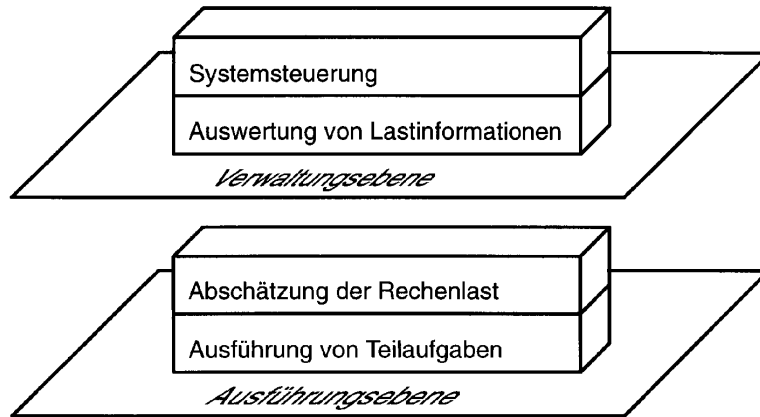 Systemsteuerung
Auswertung von Lastinformationen
Verwaltungsebene
Abschätzung der Rechenlast
Ausführung von Teilaufgaben
Ausführungsebene